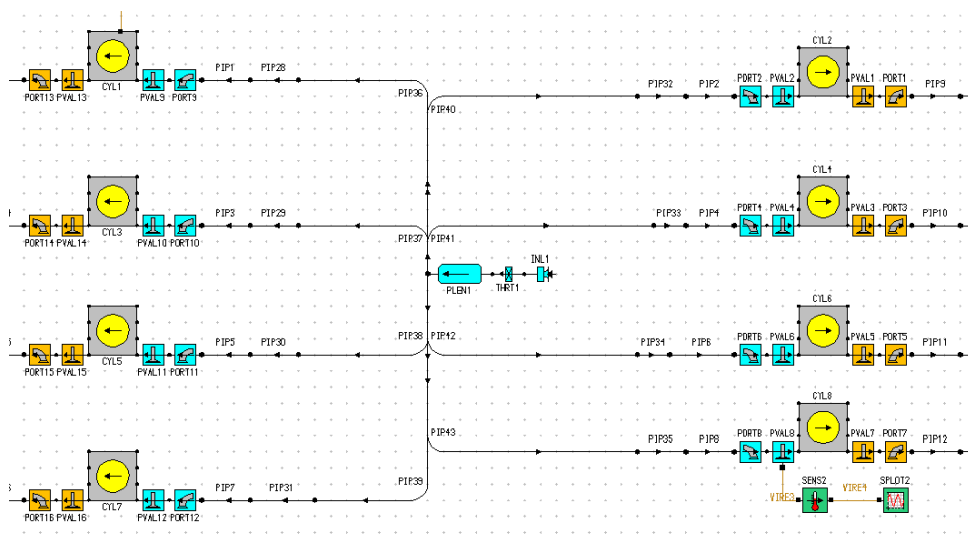 CYL2
PIP1 PIP28 PIP32 PIP2 PORT2 PVAL2 PVAL1 PORT1 PIP9
CYL1
PORT13 PVAL13 PVAL9 PORT9 PIP36
PIP40
CYL4
PIP3 PIP29 PIP33 PIP4 PORT4 PVAL4 PVAL3 PORT3 PIP10
CYL3
PORT14 PVAL14 PVAL10 PORT10 PIP37 PIP41
INL1
PLEN1 THRT1
CYL6
PIP5 PIP30 PIP38 PIP42 PIP34 PIP6 PORT6 PVAL6 PVAL5 PORT5 PIP11
CYL5
PORT15 PVAL15 PVAL11 PORT11
CYL8
PIP43 PIP35 PIP8 PORT8 PVAL8 PVAL7 PORT7 PIP12
PIP7 PIP31 PIP39 SENS2 SPLOT2
WIRE3 WIRE4
CYL7
PORT16 PVAL16 PVAL12 PORT12